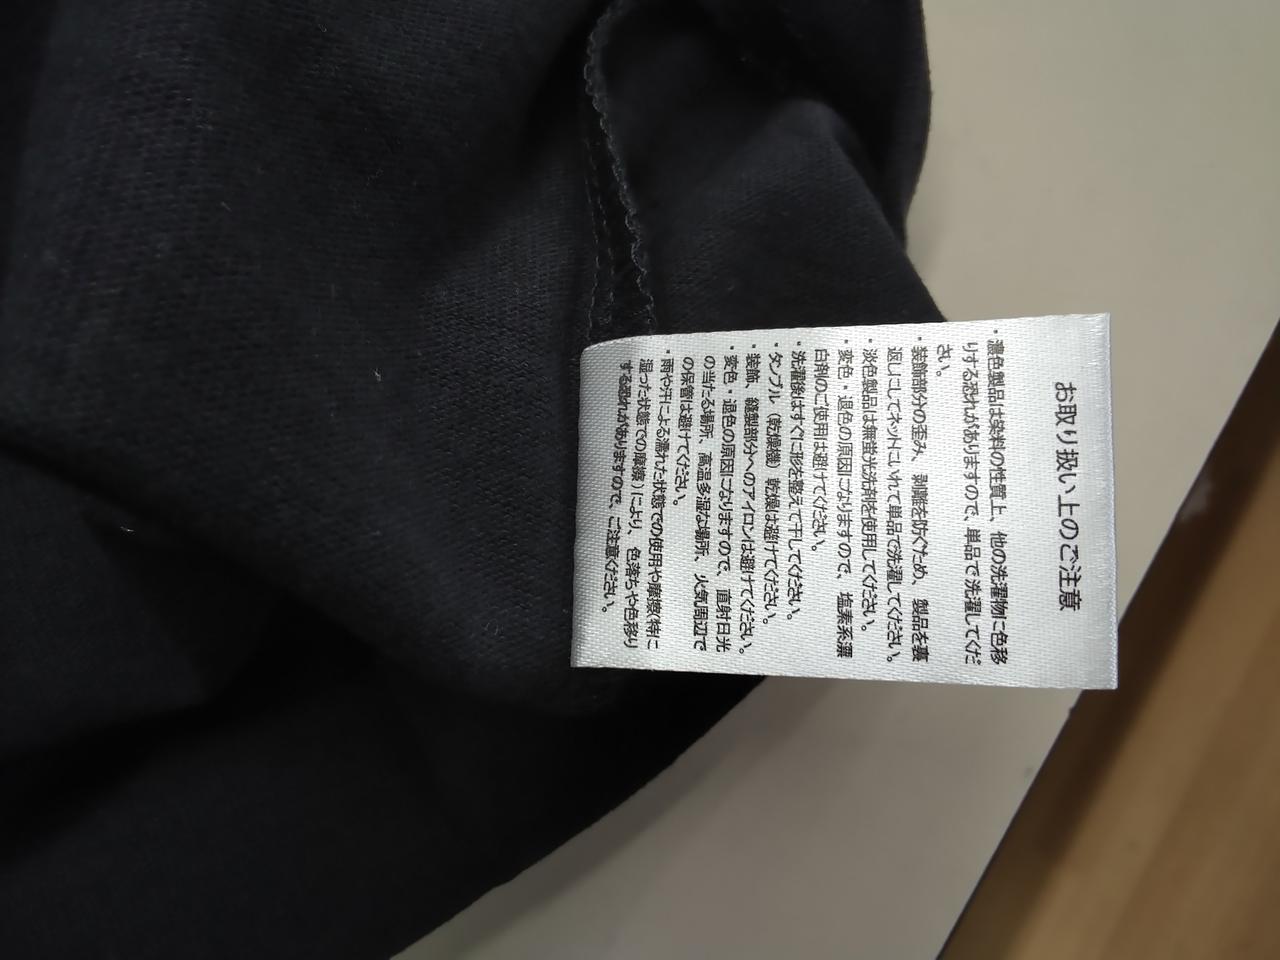 お取り扱い上のご注意
・濃色製品は染料の性質上、他の洗濯物に色移
りする恐れがありますので、単品で洗濯してくだ
さい。
・装飾部分の歪み、剥離を防ぐため、製品を裏
返しにしてネットにいれて単品で洗濯してください。
・淡色製品は無蛍光洗剤を使用してください。
・変色・退色の原因になりますので、塩素系漂
白剤のご使用は避けてください。
・洗濯後はすぐに形を整えて干してください。
・タンブル（乾燥機）乾燥は避けてください。
・装飾、縫製部分へのアイロンは避けてください。
・変色・退色の原因になりますので、直射日光
の当たる場所、高温多湿な場所、火気周辺で
の保管は避けてください。
・雨や汗による濡れた状態での使用や摩擦(特に
湿った状態での摩擦)により、色落ちや色移り
する恐れがありますので、ご注意ください。